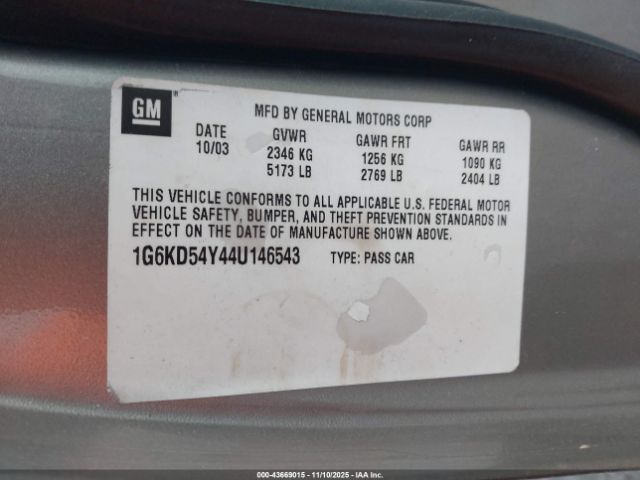 GM
MFD BY GENERAL MOTORS CORP
DATE GVWR GAWR FRT GAWR RR
10/03 2346 KG 1256 KG 1090 KG
5173 LB 2769 LB 2404 LB
THIS VEHICLE CONFORMS TO ALL APPLICABLE U.S. FEDERAL MOTOR
VEHICLE SAFETY, BUMPER, AND THEFT PREVENTION STANDARDS IN
EFFECT ON THE DATE OF MANUFACTURE SHOWN ABOVE.
1G6KD54Y44U146543 TYPE: PASS CAR
000-43669015 - 11/10/2025 - IAA Inc.